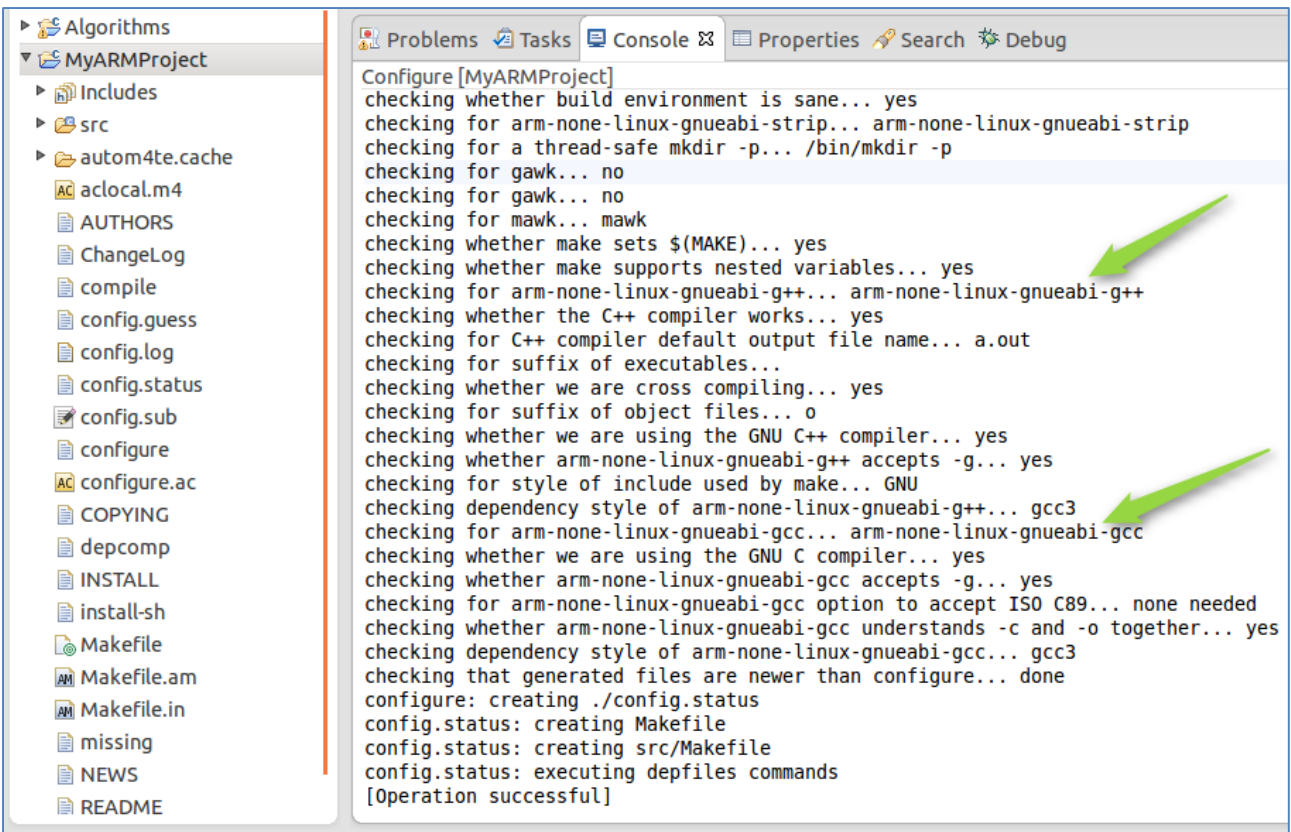 Algorithms
MyARMProject
Includes
src
autom4te.cache
aclocal.m4
AUTHORS
ChangeLog
compile
config.guess
config.log
config.status
config.sub
configure
configure.ac
COPYING
depcomp
INSTALL
install-sh
Makefile
Makefile.am
Makefile.in
missing
NEWS
README
Problems Tasks Console Properties Search Debug
Configure [MyARMProject]
checking whether build environment is sane... yes
checking for arm-none-linux-gnueabi-strip... arm-none-linux-gnueabi-strip
checking for a thread-safe mkdir -p... /bin/mkdir -p
checking for gawk... no
checking for gawk... no
checking for mawk... mawk
checking whether make sets $(MAKE)... yes
checking whether make supports nested variables... yes
checking for arm-none-linux-gnueabi-g++... arm-none-linux-gnueabi-g++
checking whether the C++ compiler works... yes
checking for C++ compiler default output file name... a.out
checking for suffix of executables...
checking whether we are cross compiling... yes
checking for suffix of object files... o
checking whether we are using the GNU C++ compiler... yes
checking whether arm-none-linux-gnueabi-g++ accepts -g... yes
checking for style of include used by make... GNU
checking dependency style of arm-none-linux-gnueabi-g++... gcc3
checking for arm-none-linux-gnueabi-gcc... arm-none-linux-gnueabi-gcc
checking whether we are using the GNU C compiler... yes
checking whether arm-none-linux-gnueabi-gcc accepts -g... yes
checking for arm-none-linux-gnueabi-gcc option to accept ISO C89... none needed
checking whether arm-none-linux-gnueabi-gcc understands -c and -o together... yes
checking dependency style of arm-none-linux-gnueabi-gcc... gcc3
checking that generated files are newer than configure... done
configure: creating ./config.status
config.status: creating Makefile
config.status: creating src/Makefile
config.status: executing depfiles commands
[Operation successful]